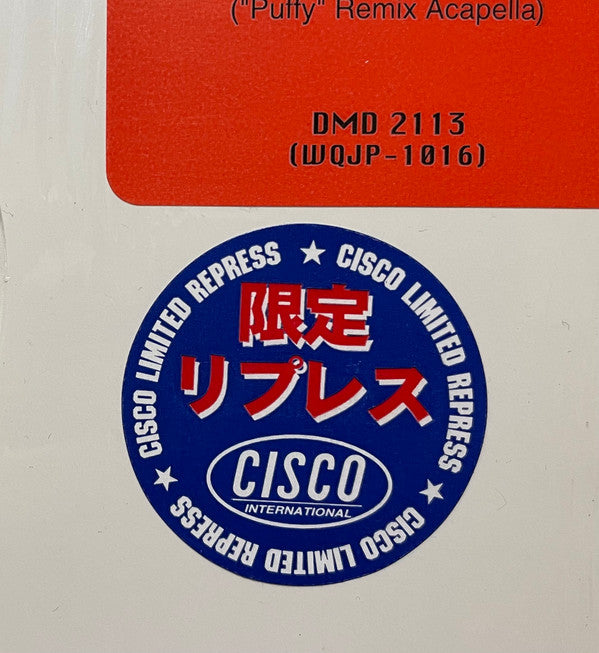 ("Puffy" Remix Acapella)
DMD 2113
(WQJP-1016)
★ CISCO LIMITED REPRESS ★ CISCO LIMITED REPRESS ★ CISCO LIMITED REPRESS
限定
リプレス
CISCO
INTERNATIONAL